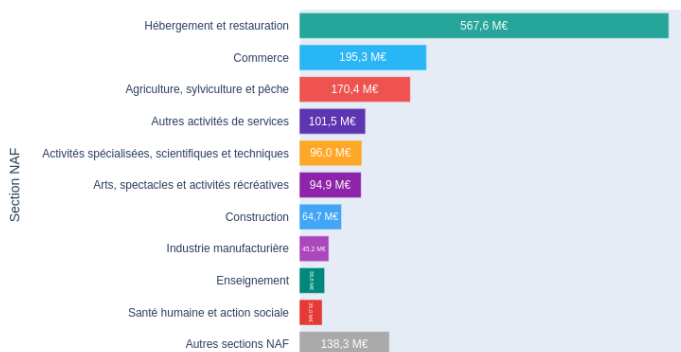 Section NAF
Hébergement et restauration 567,6 M€
Commerce 195,3 M€
Agriculture, sylviculture et pêche 170,4 M€
Autres activités de services 101,5 M€
Activités spécialisées, scientifiques et techniques 96,0 M€
Arts, spectacles et activités récréatives 94,9 M€
Construction 64,7 M€
Industrie manufacturière 45,2 M€
Enseignement
Santé humaine et action sociale
Autres sections NAF 138,3 M€